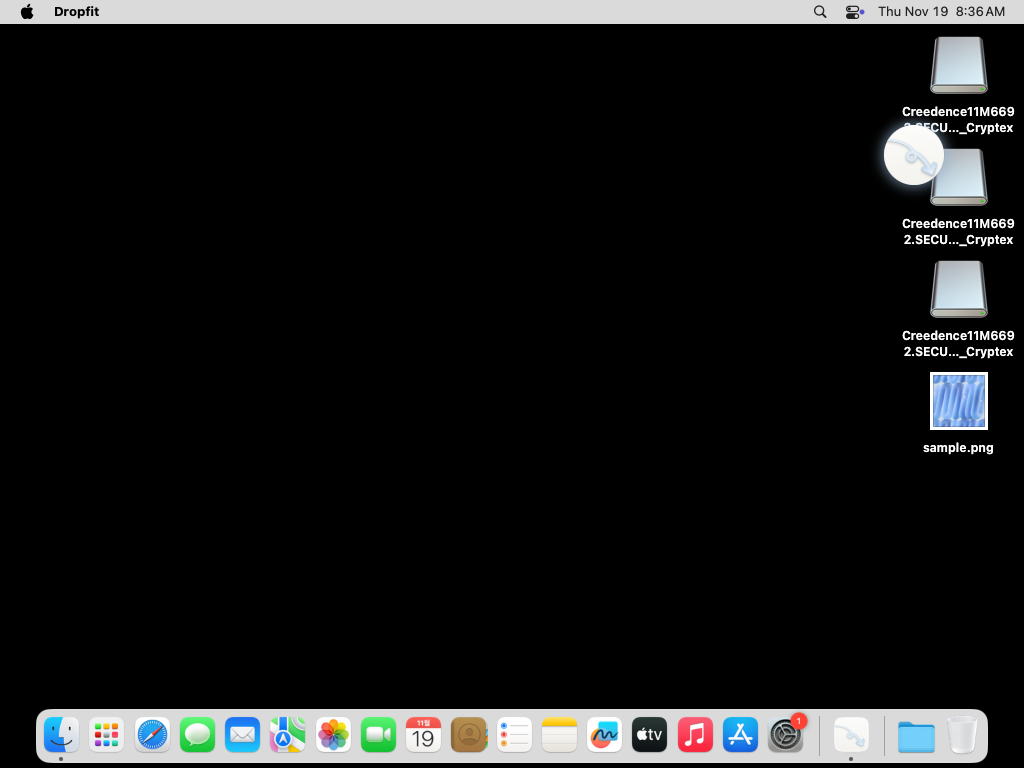 Dropfit
Thu Nov 19 8:36 AM
Creedence11M669
SECU..._Cryptex
Creedence11M669
2.SECU..._Cryptex
Creedence11M669
2.SECU..._Cryptex
sample.png
11월
19
tv
1